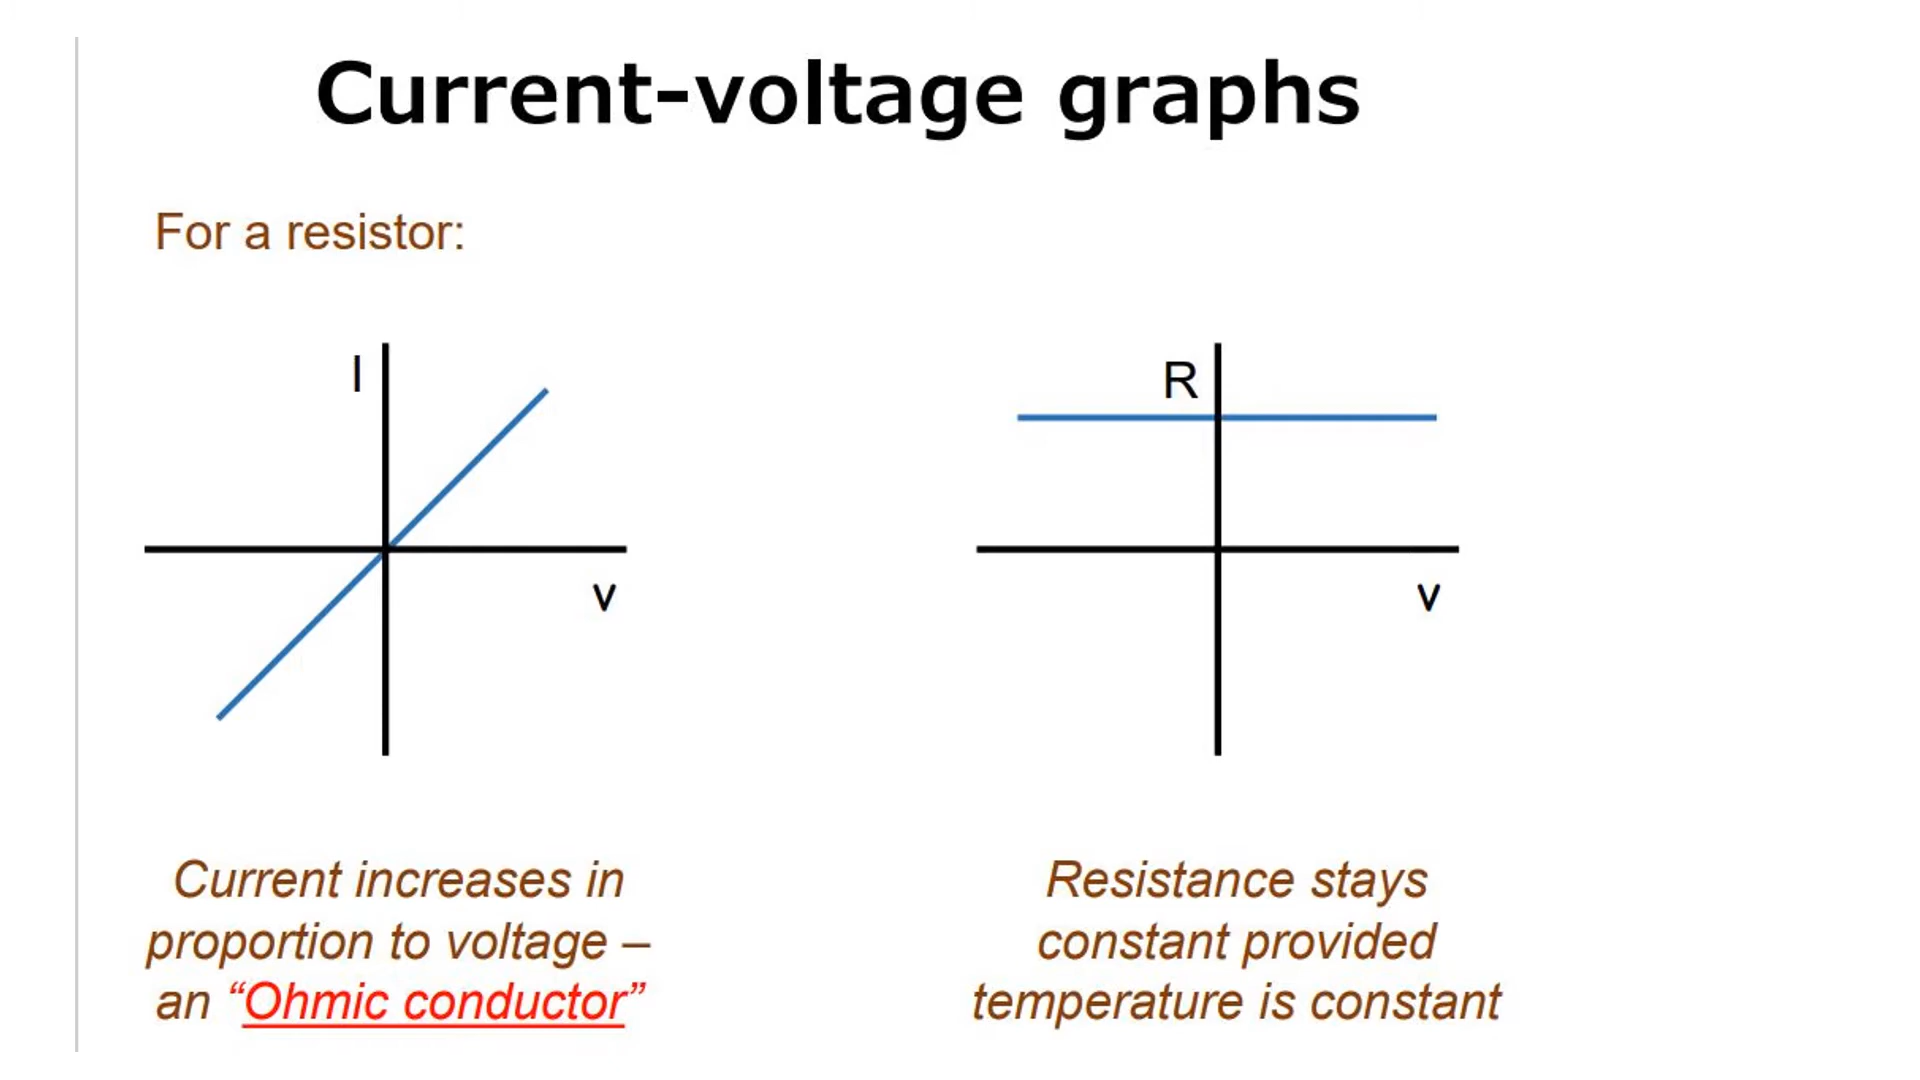 Current-voltage graphs
For a resistor:
I
R
V
V
Current increases in
proportion to voltage –
an “Ohmic conductor”
Resistance stays
constant provided
temperature is constant